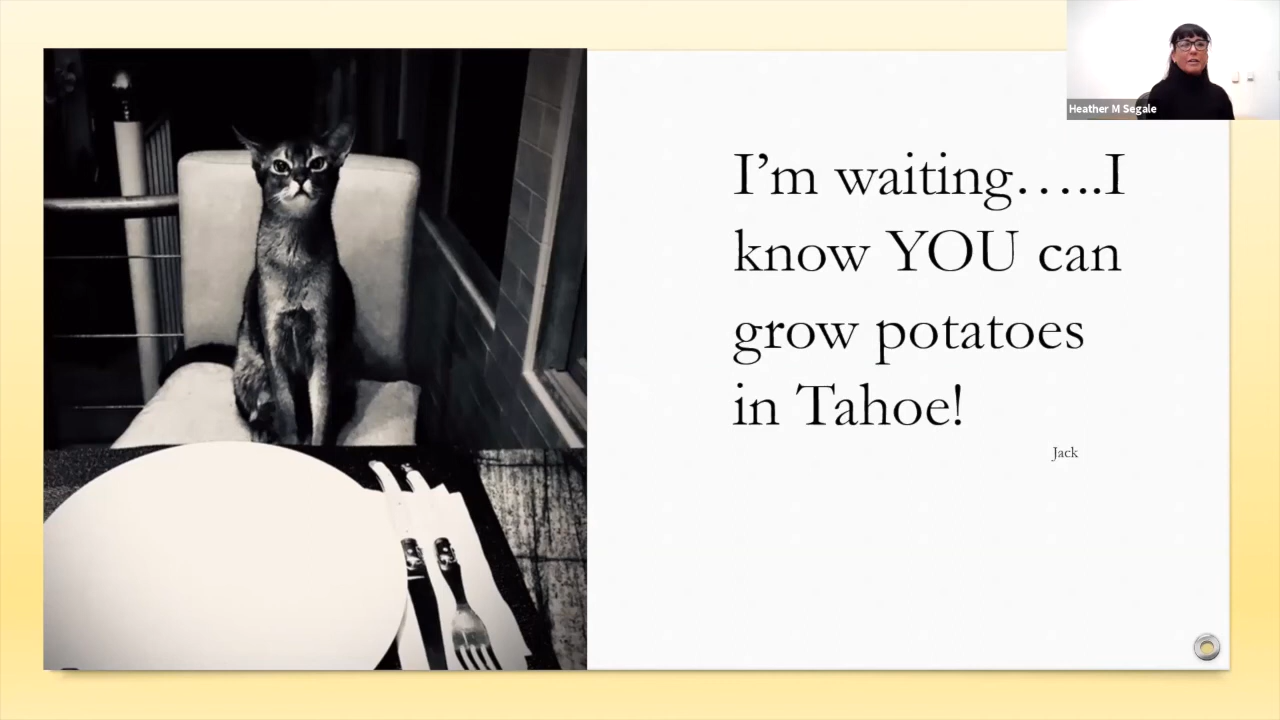 Heather M Segale
I’m waiting…..I
know YOU can
grow potatoes
in Tahoe!
Jack